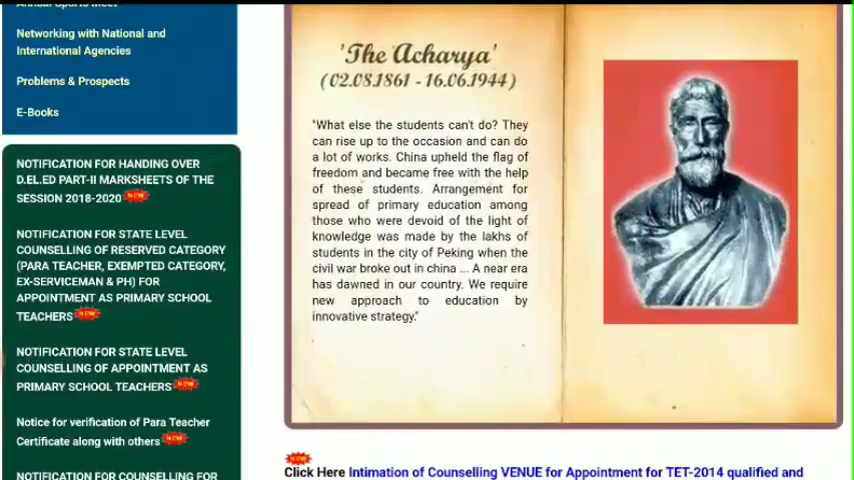 Annual Sports Meet
Networking with National and
International Agencies
Problems & Prospects
E-Books
NOTIFICATION FOR HANDING OVER
D.EL.ED PART-II MARKSHEETS OF THE
SESSION 2018-2020 NEW
NOTIFICATION FOR STATE LEVEL
COUNSELLING OF RESERVED CATEGORY
(PARA TEACHER, EXEMPTED CATEGORY,
EX-SERVICEMAN & PH) FOR
APPOINTMENT AS PRIMARY SCHOOL
TEACHERS NEW
NOTIFICATION FOR STATE LEVEL
COUNSELLING OF APPOINTMENT AS
PRIMARY SCHOOL TEACHERS NEW
Notice for verification of Para Teacher
Certificate along with others NEW
NOTIFICATION FOR COUNSELLING FOR
'The Acharya'
(02.08.1861 - 16.06.1944)
"What else the students can't do? They
can rise up to the occasion and can do
a lot of works. China upheld the flag of
freedom and became free with the help
of these students. Arrangement for
spread of primary education among
those who were devoid of the light of
knowledge was made by the lakhs of
students in the city of Peking when the
civil war broke out in china ... A near era
has dawned in our country. We require
new approach to education by
innovative strategy."
NEW
Click Here Intimation of Counselling VENUE for Appointment for TET-2014 qualified and